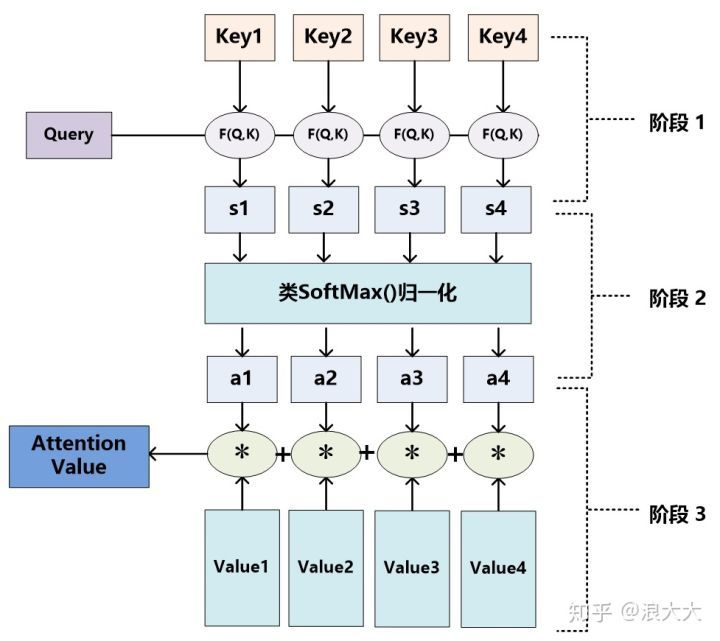 Key1 Key2 Key3 Key4
阶段 1
Query F(Q,K) F(Q,K) F(Q,K) F(Q,K)
s1 s2 s3 s4
类SoftMax()归一化
阶段 2
a1 a2 a3 a4
Attention
Value
* + * + * + *
阶段 3
Value1 Value2 Value3 Value4
知乎 @浪大大